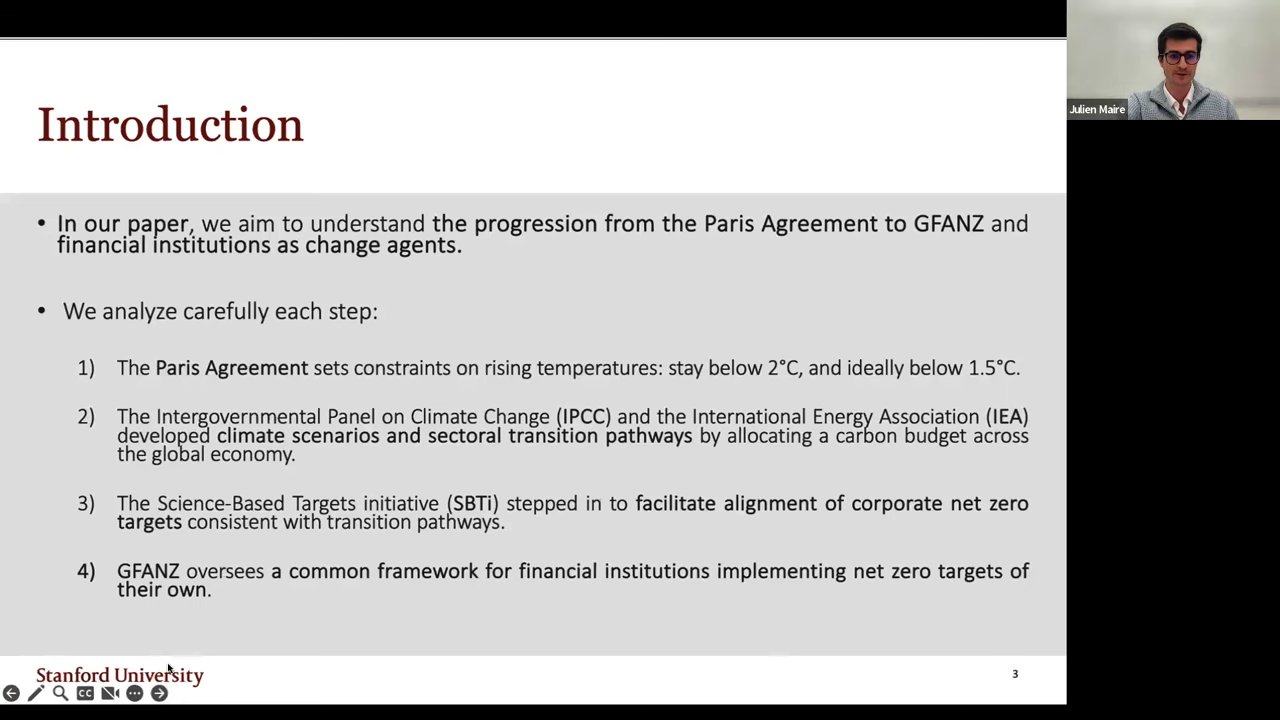 Julien Maire
Introduction
• In our paper, we aim to understand the progression from the Paris Agreement to GFANZ and
financial institutions as change agents.
• We analyze carefully each step:
1) The Paris Agreement sets constraints on rising temperatures: stay below 2°C, and ideally below 1.5°C.
2) The Intergovernmental Panel on Climate Change (IPCC) and the International Energy Association (IEA)
developed climate scenarios and sectoral transition pathways by allocating a carbon budget across
the global economy.
3) The Science-Based Targets initiative (SBTi) stepped in to facilitate alignment of corporate net zero
targets consistent with transition pathways.
4) GFANZ oversees a common framework for financial institutions implementing net zero targets of
their own.
Stanford University
3
CC